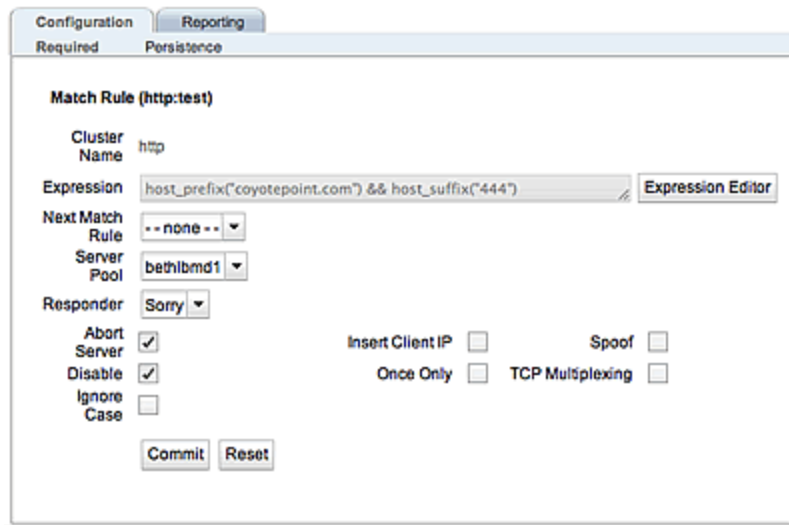 Configuration Reporting
Required Persistence
Match Rule (http:test)
Cluster
Name http
Expression host_prefix("coyotepoint.com") && host_suffix("444") Expression Editor
Next Match
Rule -- none --
Server
Pool bethlbmd1
Responder Sorry
Abort
Server Insert Client IP Spoof
Disable Once Only TCP Multiplexing
Ignore
Case
Commit Reset